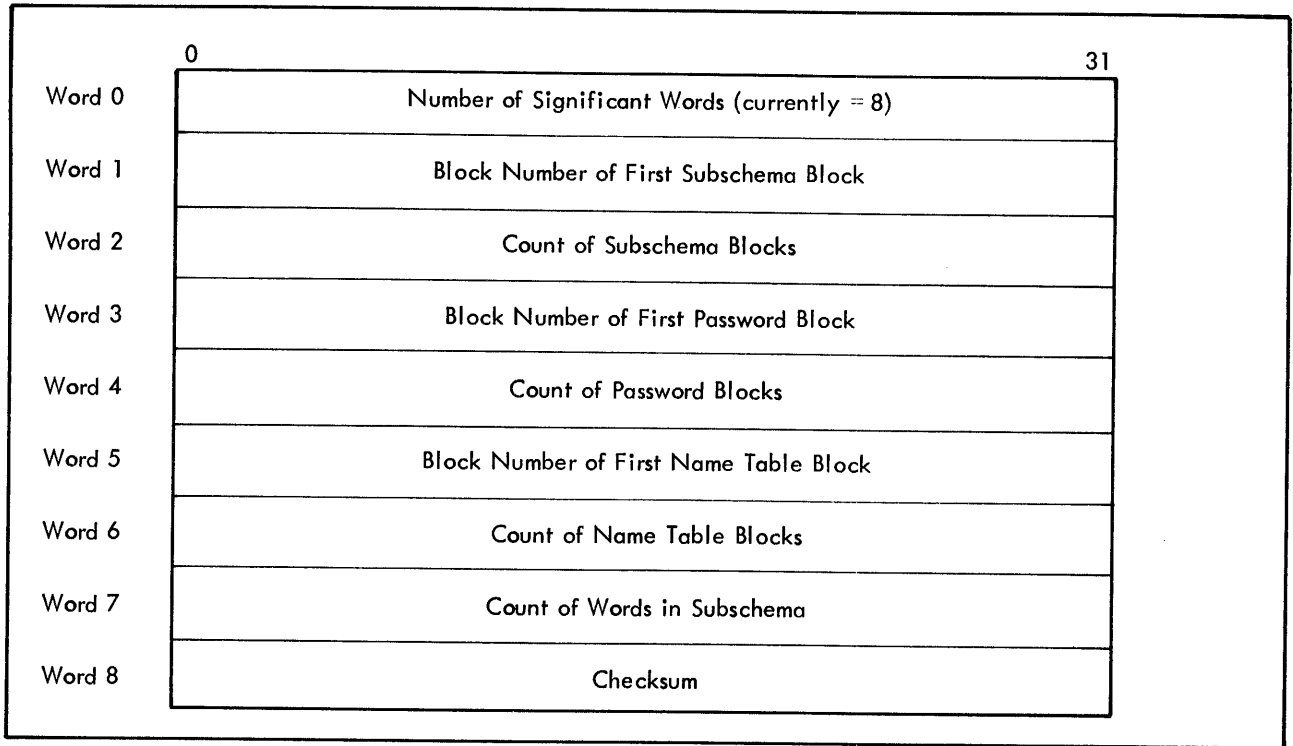 0 31
Word 0 Number of Significant Words (currently = 8)
Word 1 Block Number of First Subschema Block
Word 2 Count of Subschema Blocks
Word 3 Block Number of First Password Block
Word 4 Count of Password Blocks
Word 5 Block Number of First Name Table Block
Word 6 Count of Name Table Blocks
Word 7 Count of Words in Subschema
Word 8 Checksum